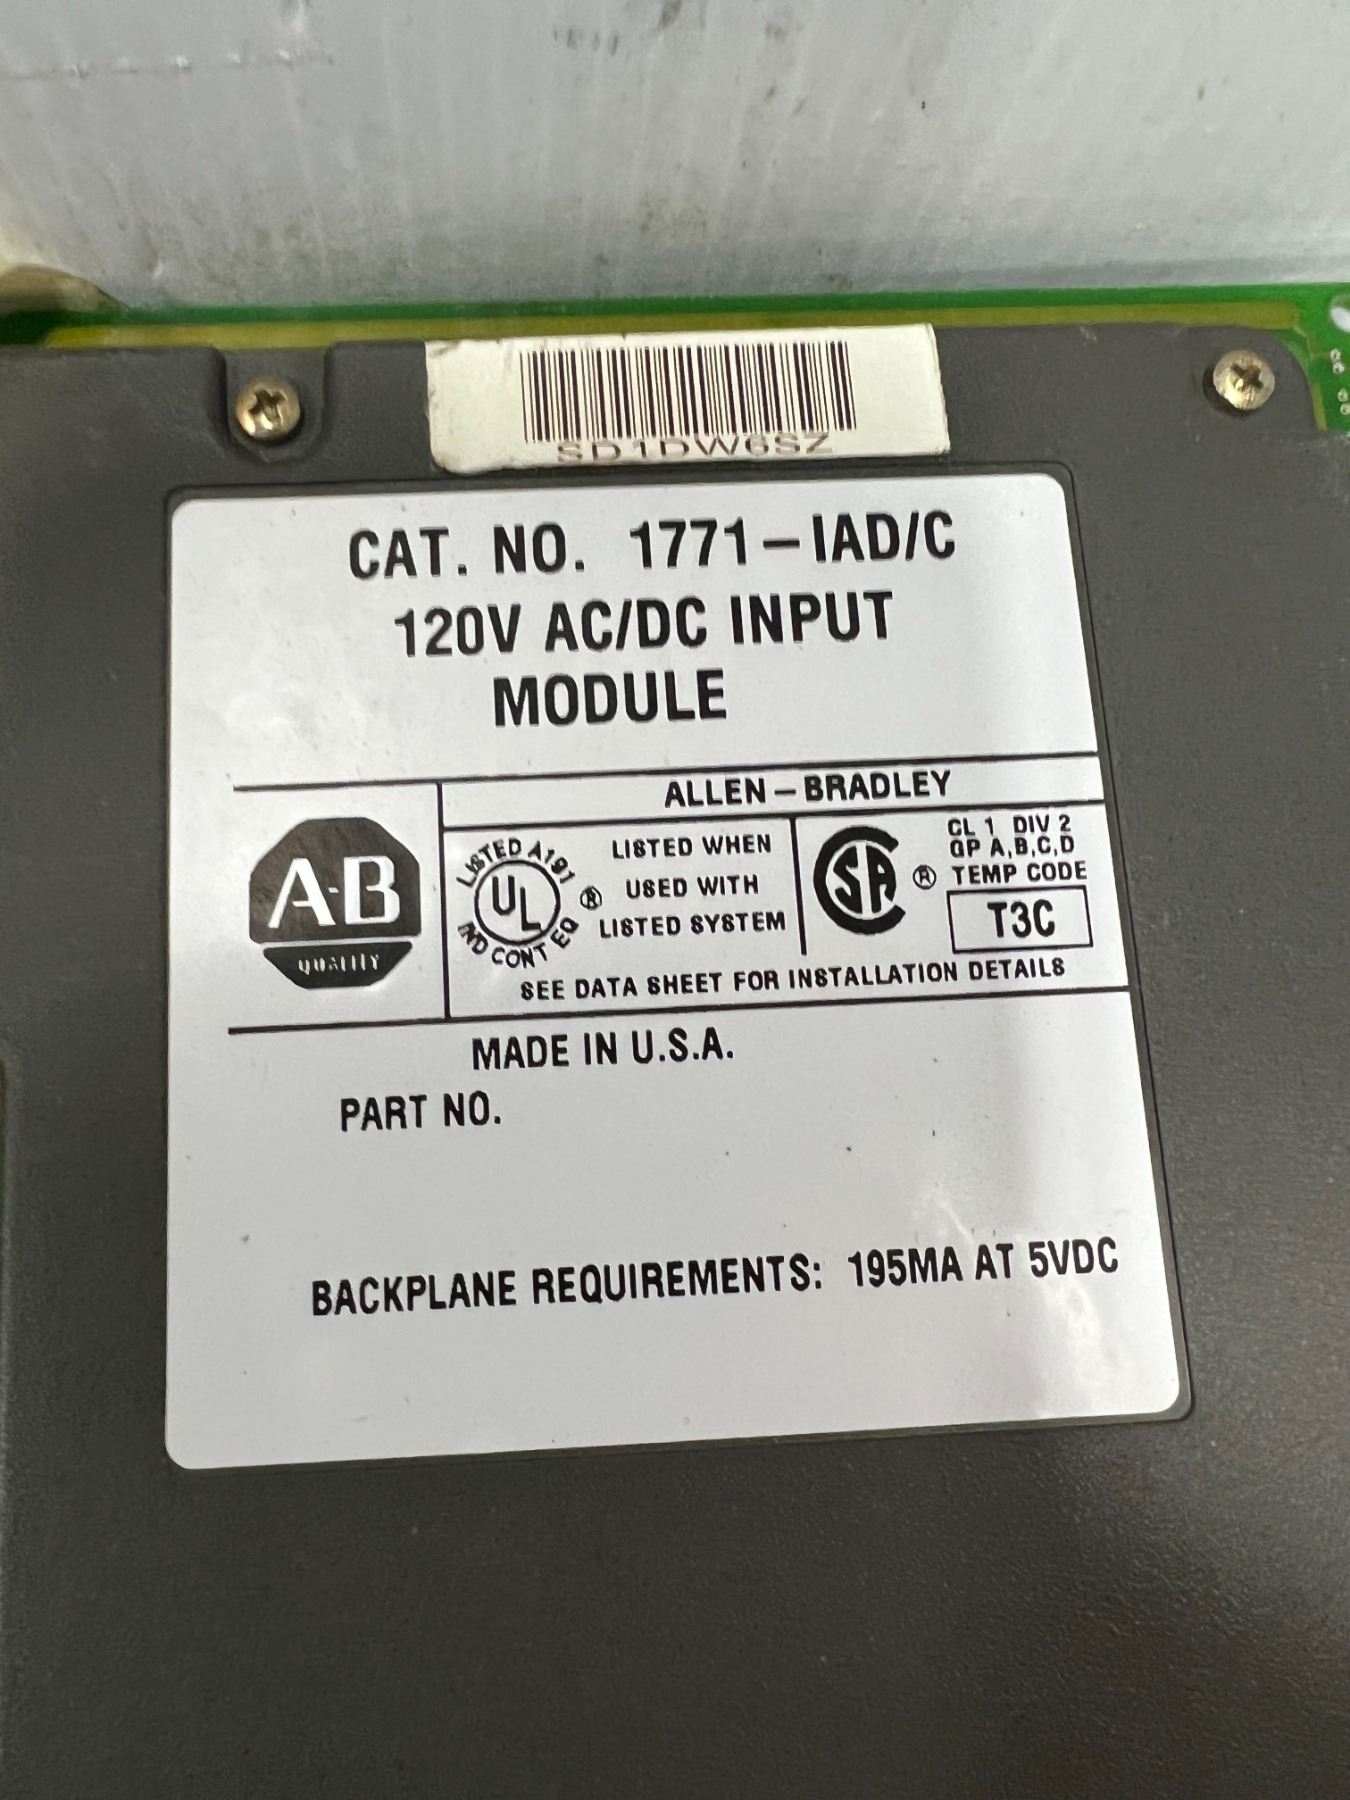 SD1DW6SZ
CAT. NO. 1771-IAD/C
120V AC/DC INPUT
MODULE
ALLEN-BRADLEY
A-B
QUALITY
LISTED A191
UL
IND CONT EQ
®
LISTED WHEN
USED WITH
LISTED SYSTEM
SA
®
CL 1 DIV 2
GP A,B,C,D
TEMP CODE
T3C
SEE DATA SHEET FOR INSTALLATION DETAILS
MADE IN U.S.A.
PART NO.
BACKPLANE REQUIREMENTS: 195MA AT 5VDC